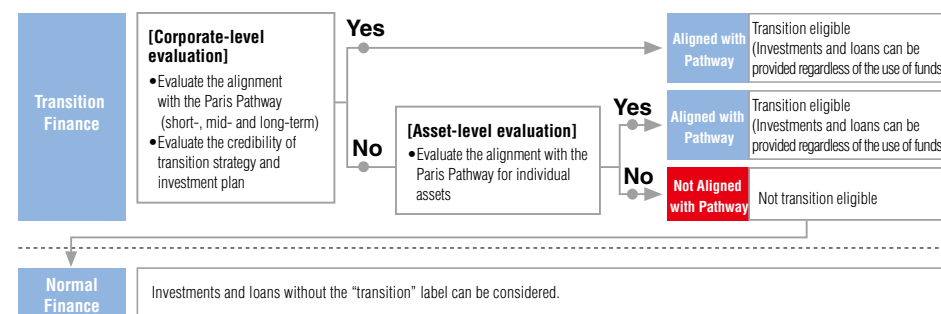 Transition
Finance
[Corporate-level
evaluation]
•Evaluate the alignment
with the Paris Pathway
(short-, mid- and long-term)
•Evaluate the credibility of
transition strategy and
investment plan
Yes
No
[Asset-level evaluation]
•Evaluate the alignment with the
Paris Pathway for individual
assets
Yes
No
Aligned with
Pathway
Transition eligible
(Investments and loans can be
provided regardless of the use of funds
Aligned with
Pathway
Transition eligible
(Investments and loans can be
provided regardless of the use of funds
Not Aligned
with Pathway
Not transition eligible
Normal
Finance
Investments and loans without the “transition” label can be considered.